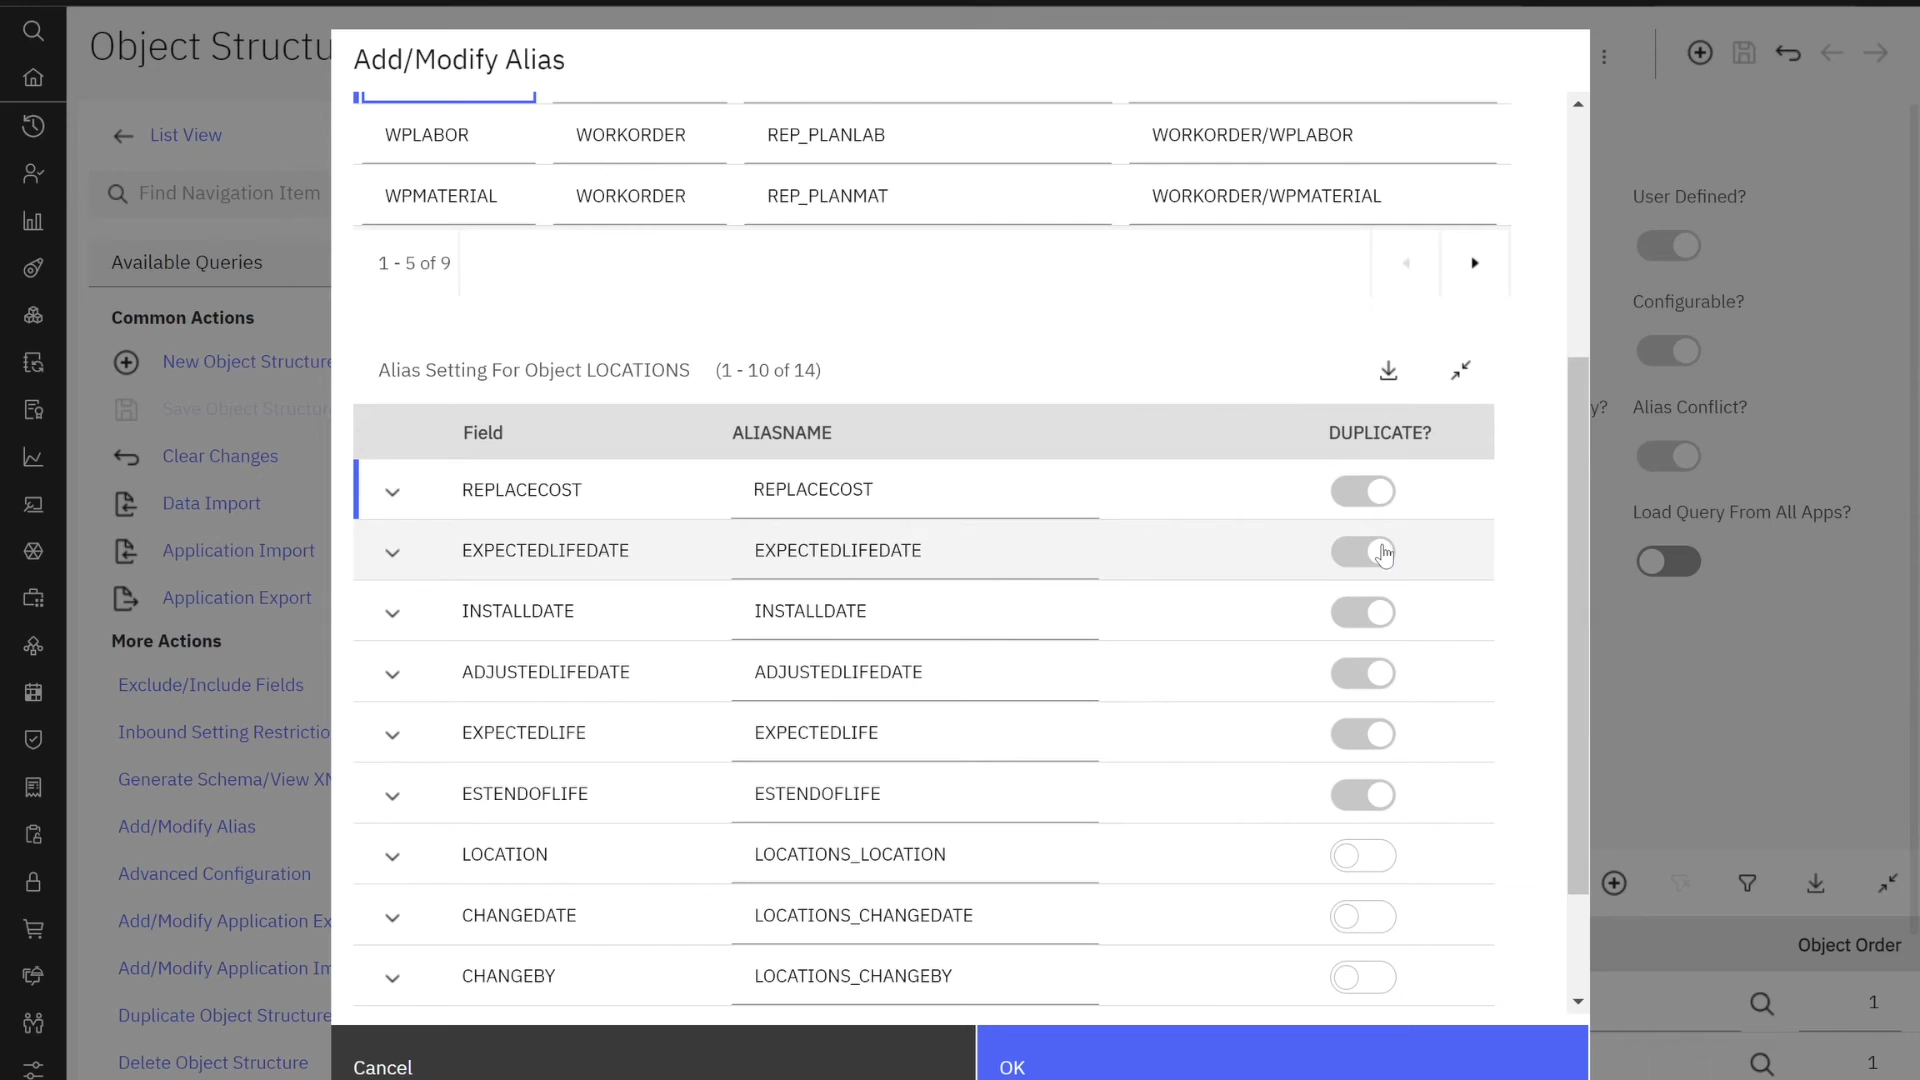 Object Structu
Add/Modify Alias
List View
Find Navigation Item
Available Queries
Common Actions
New Object Structure
Save Object Structure
Clear Changes
Data Import
Application Import
Application Export
More Actions
Exclude/Include Fields
Inbound Setting Restrictio
Generate Schema/View XM
Add/Modify Alias
Advanced Configuration
Add/Modify Application Ex
Add/Modify Application Im
Duplicate Object Structure
Delete Object Structure
WPLABOR WORKORDER REP_PLANLAB WORKORDER/WPLABOR
WPMATERIAL WORKORDER REP_PLANMAT WORKORDER/WPMATERIAL
1 - 5 of 9
Alias Setting For Object LOCATIONS (1 - 10 of 14)
Field ALIASNAME DUPLICATE?
REPLACECOST REPLACECOST
EXPECTEDLIFEDATE EXPECTEDLIFEDATE
INSTALLDATE INSTALLDATE
ADJUSTEDLIFEDATE ADJUSTEDLIFEDATE
EXPECTEDLIFE EXPECTEDLIFE
ESTENDOFLIFE ESTENDOFLIFE
LOCATION LOCATIONS_LOCATION
CHANGEDATE LOCATIONS_CHANGEDATE
CHANGEBY LOCATIONS_CHANGEBY
Cancel OK
User Defined?
Configurable?
y? Alias Conflict?
Load Query From All Apps?
Object Order
1
1